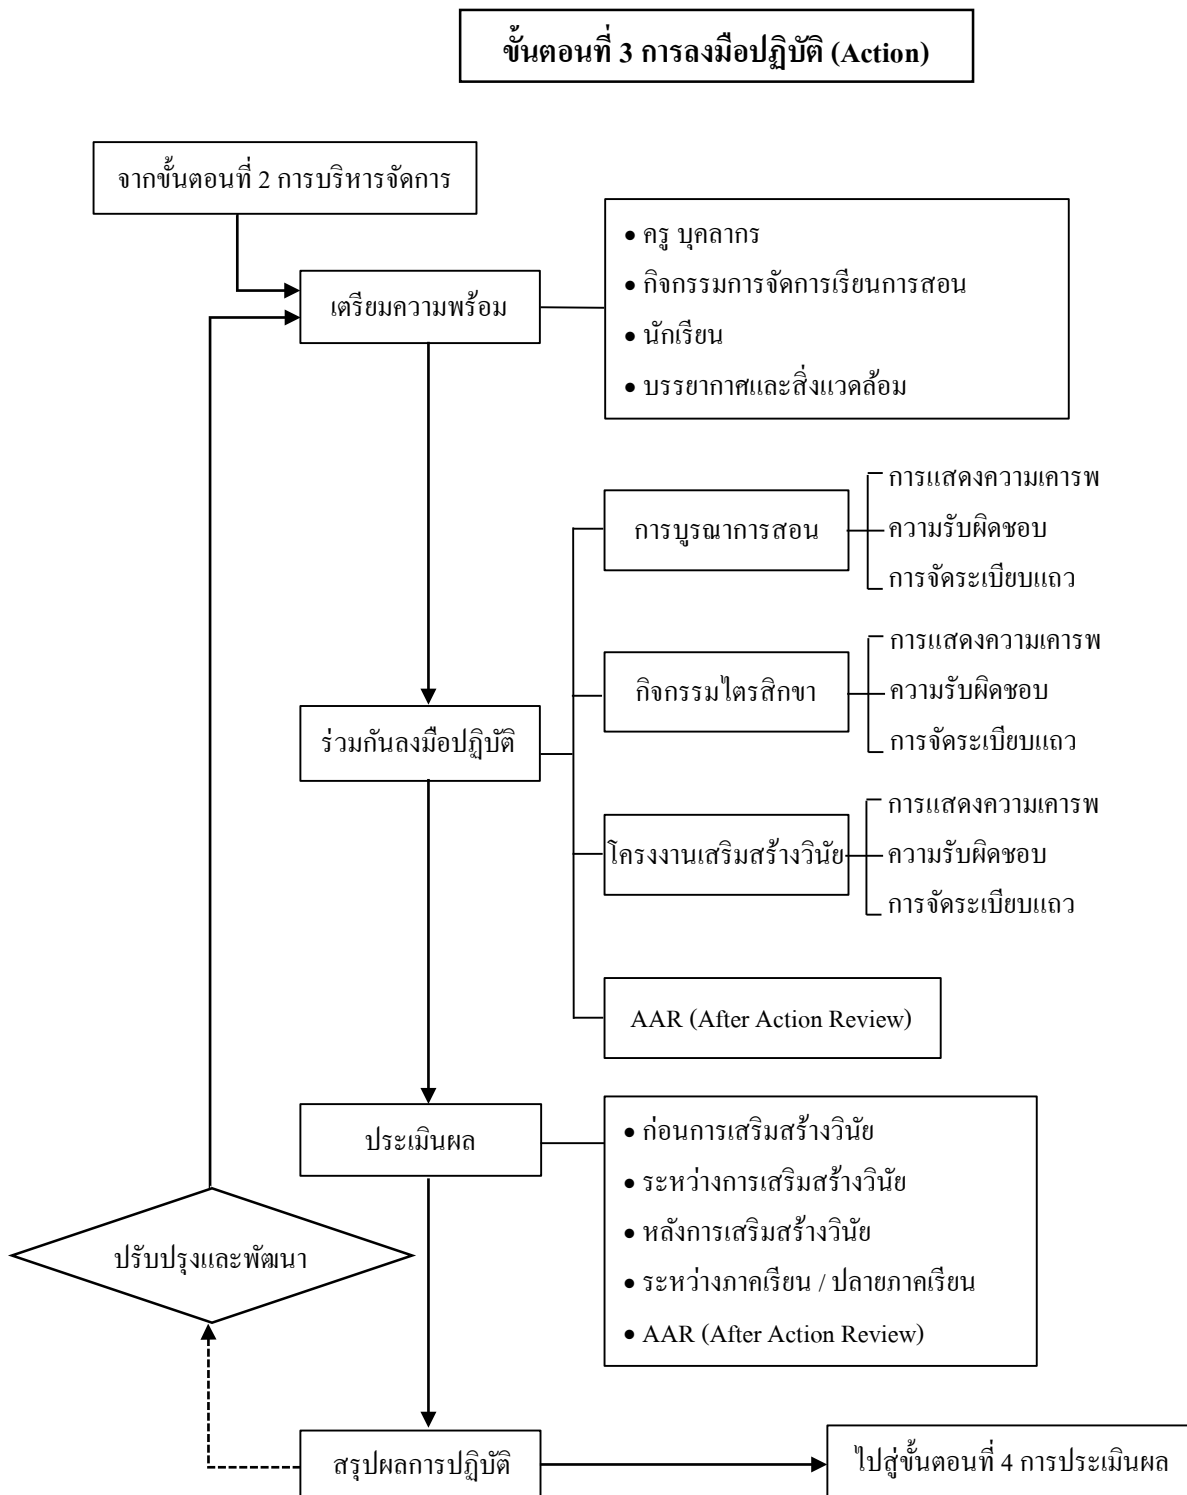 ขั้นตอนที่ 3 การลงมือปฏิบัติ (Action)
จากขั้นตอนที่ 2 การบริหารจัดการ
เตรียมความพร้อม
• ครู บุคลากร
• กิจกรรมการจัดการเรียนการสอน
• นักเรียน
• บรรยากาศและสิ่งแวดล้อม
ร่วมกันลงมือปฏิบัติ
การบูรณาการสอน
การแสดงความเคารพ
ความรับผิดชอบ
การจัดระเบียบแถว
กิจกรรมไตรสิกขา
การแสดงความเคารพ
ความรับผิดชอบ
การจัดระเบียบแถว
โครงงานเสริมสร้างวินัย
การแสดงความเคารพ
ความรับผิดชอบ
การจัดระเบียบแถว
AAR (After Action Review)
ประเมินผล
• ก่อนการเสริมสร้างวินัย
• ระหว่างการเสริมสร้างวินัย
• หลังการเสริมสร้างวินัย
• ระหว่างภาคเรียน / ปลายภาคเรียน
• AAR (After Action Review)
ปรับปรุงและพัฒนา
สรุปผลการปฏิบัติ
ไปสู่ขั้นตอนที่ 4 การประเมินผล